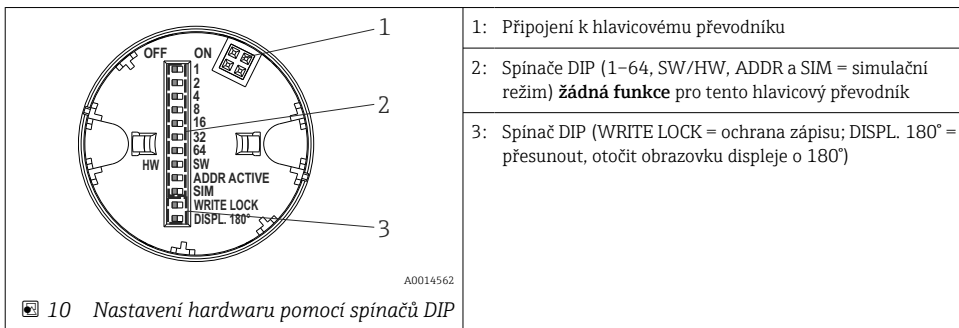 1
OFF ON
1
2
4
8
16
32
64
HW SW
ADDR ACTIVE
SIM
WRITE LOCK
DISPL. 180°
2
3
A0014562
10 Nastavení hardwaru pomocí spínačů DIP
1: Připojení k hlavicovému převodníku
2: Spínače DIP (1–64, SW/HW, ADDR a SIM = simulační
režim) žádná funkce pro tento hlavicový převodník
3: Spínač DIP (WRITE LOCK = ochrana zápisu; DISPL. 180° =
přesunout, otočit obrazovku displeje o 180°)